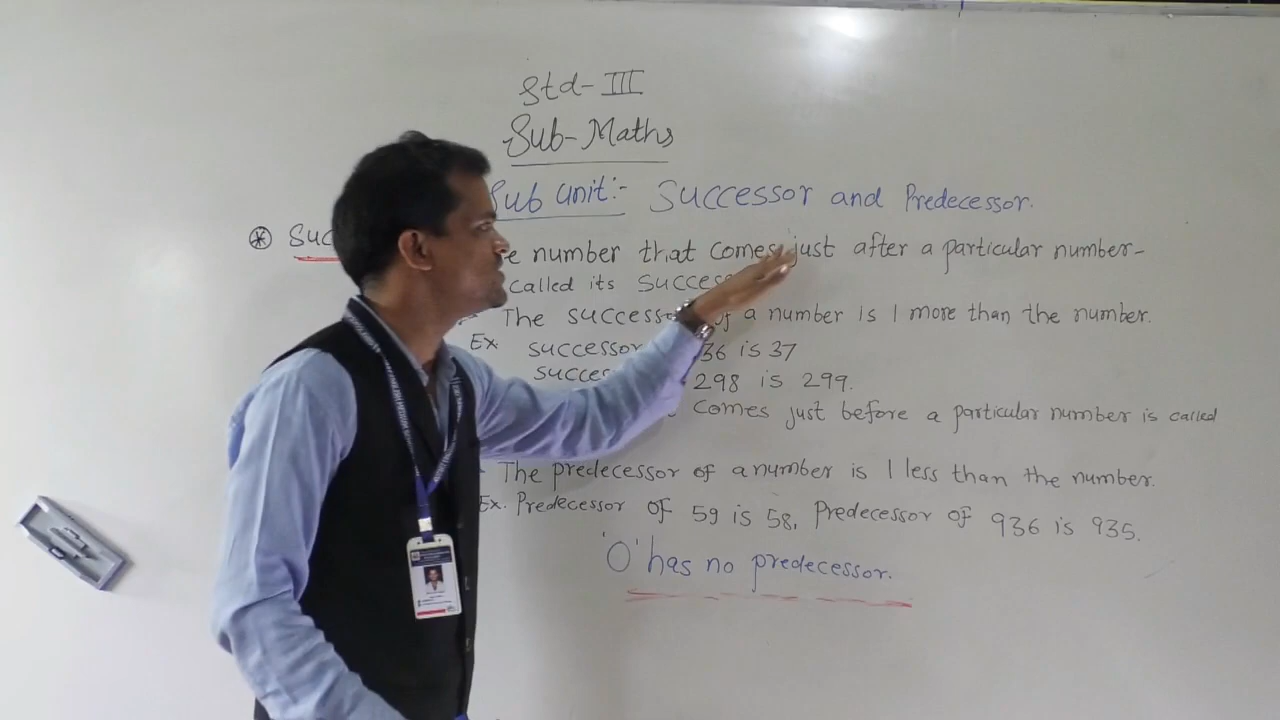 Std-III
Sub-Maths
Sub unit:- Successor and Predecessor.
Suc
e number that comes just after a particular number-
called its success
The success of a number is 1 more than the number.
Ex. successor 36 is 37
succes 298 is 299.
comes just before a particular number is called
The predecessor of a number is 1 less than the number.
Ex. Predecessor of 59 is 58, Predecessor of 936 is 935.
'0' has no predecessor.